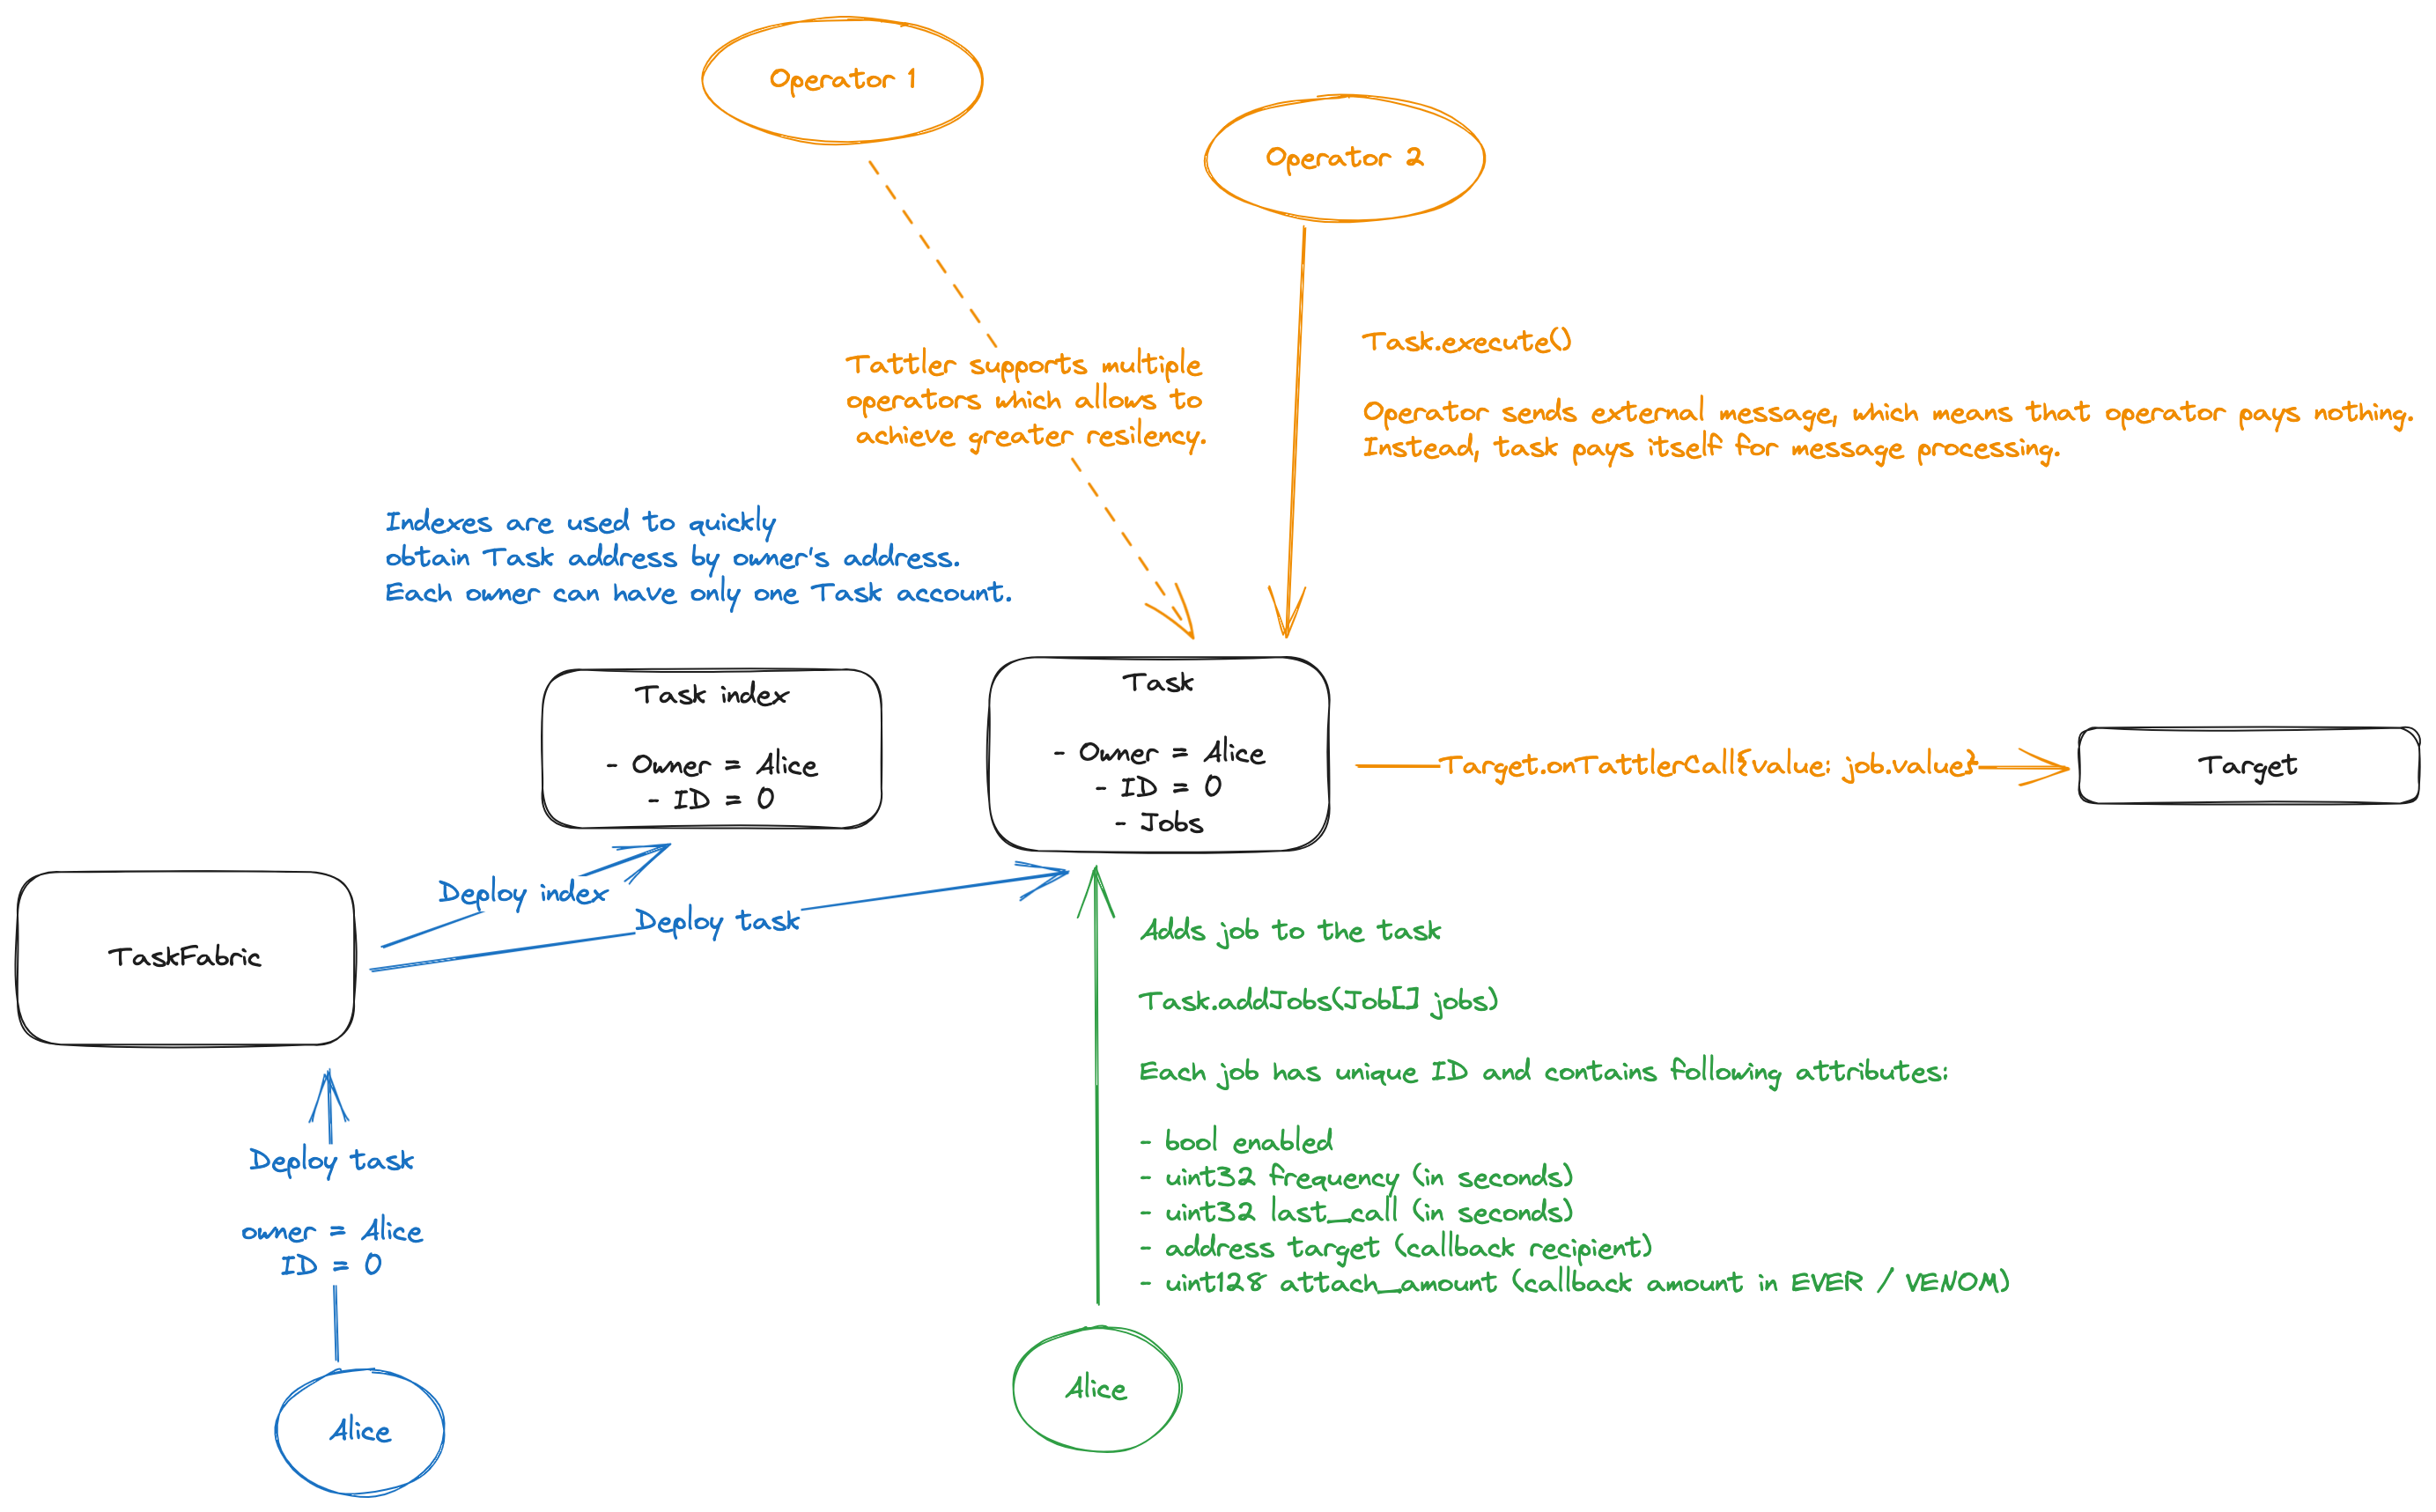 Operator 1
Operator 2
Task.execute()
Operator sends external message, which means that operator pays nothing.
Instead, task pays itself for message processing.
Tattler supports multiple
operators which allows to
achieve greater resilency.
Indexes are used to quickly
obtain Task address by owner's address.
Each owner can have only one Task account.
Task index
- Owner = Alice
- ID = 0
Task
- Owner = Alice
- ID = 0
- Jobs
Target.onTattlerCall{value: job.value}
Target
Deploy index
Deploy task
TaskFabric
Adds job to the task
Task.addJobs(Job[] jobs)
Each job has unique ID and contains following attributes:
- bool enabled
- uint32 frequency (in seconds)
- uint32 last_call (in seconds)
- address target (callback recipient)
- uint128 attach_amount (callback amount in EVER / VENOM)
Deploy task
owner = Alice
ID = 0
Alice
Alice